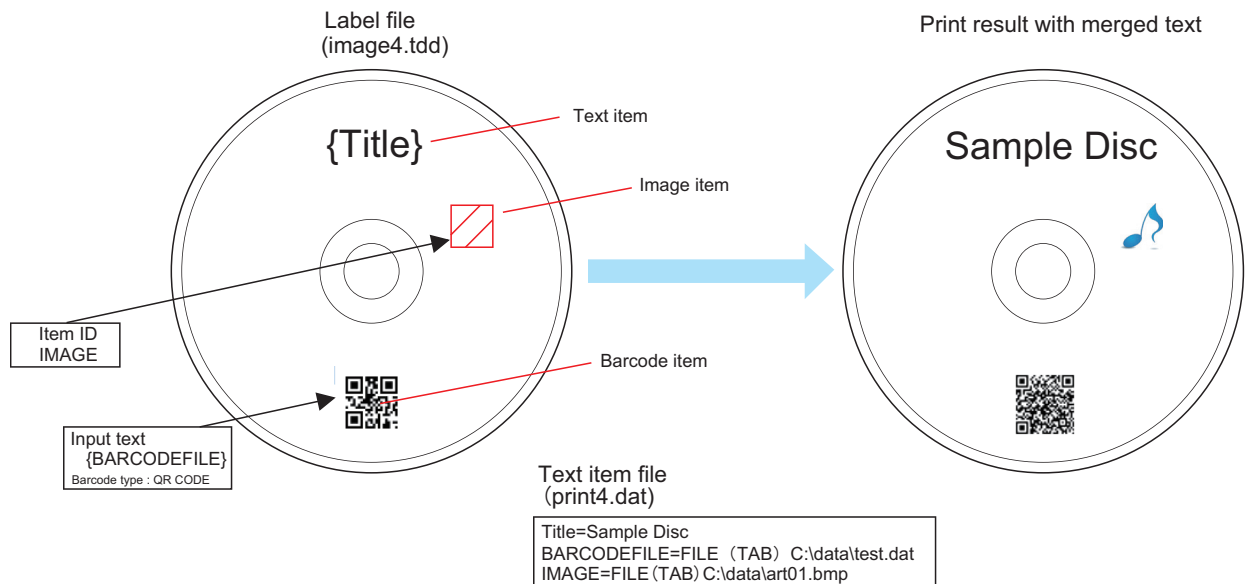 Label file
(image4.tdd)
Print result with merged text
{Title}
Text item
Sample Disc
Image item
Item ID
IMAGE
Barcode item
Input text
{BARCODEFILE}
Barcode type : QR CODE
Text item file
（print4.dat)
Title=Sample Disc
BARCODEFILE=FILE（TAB）C:\data\test.dat
IMAGE=FILE（TAB）C:\data\art01.bmp